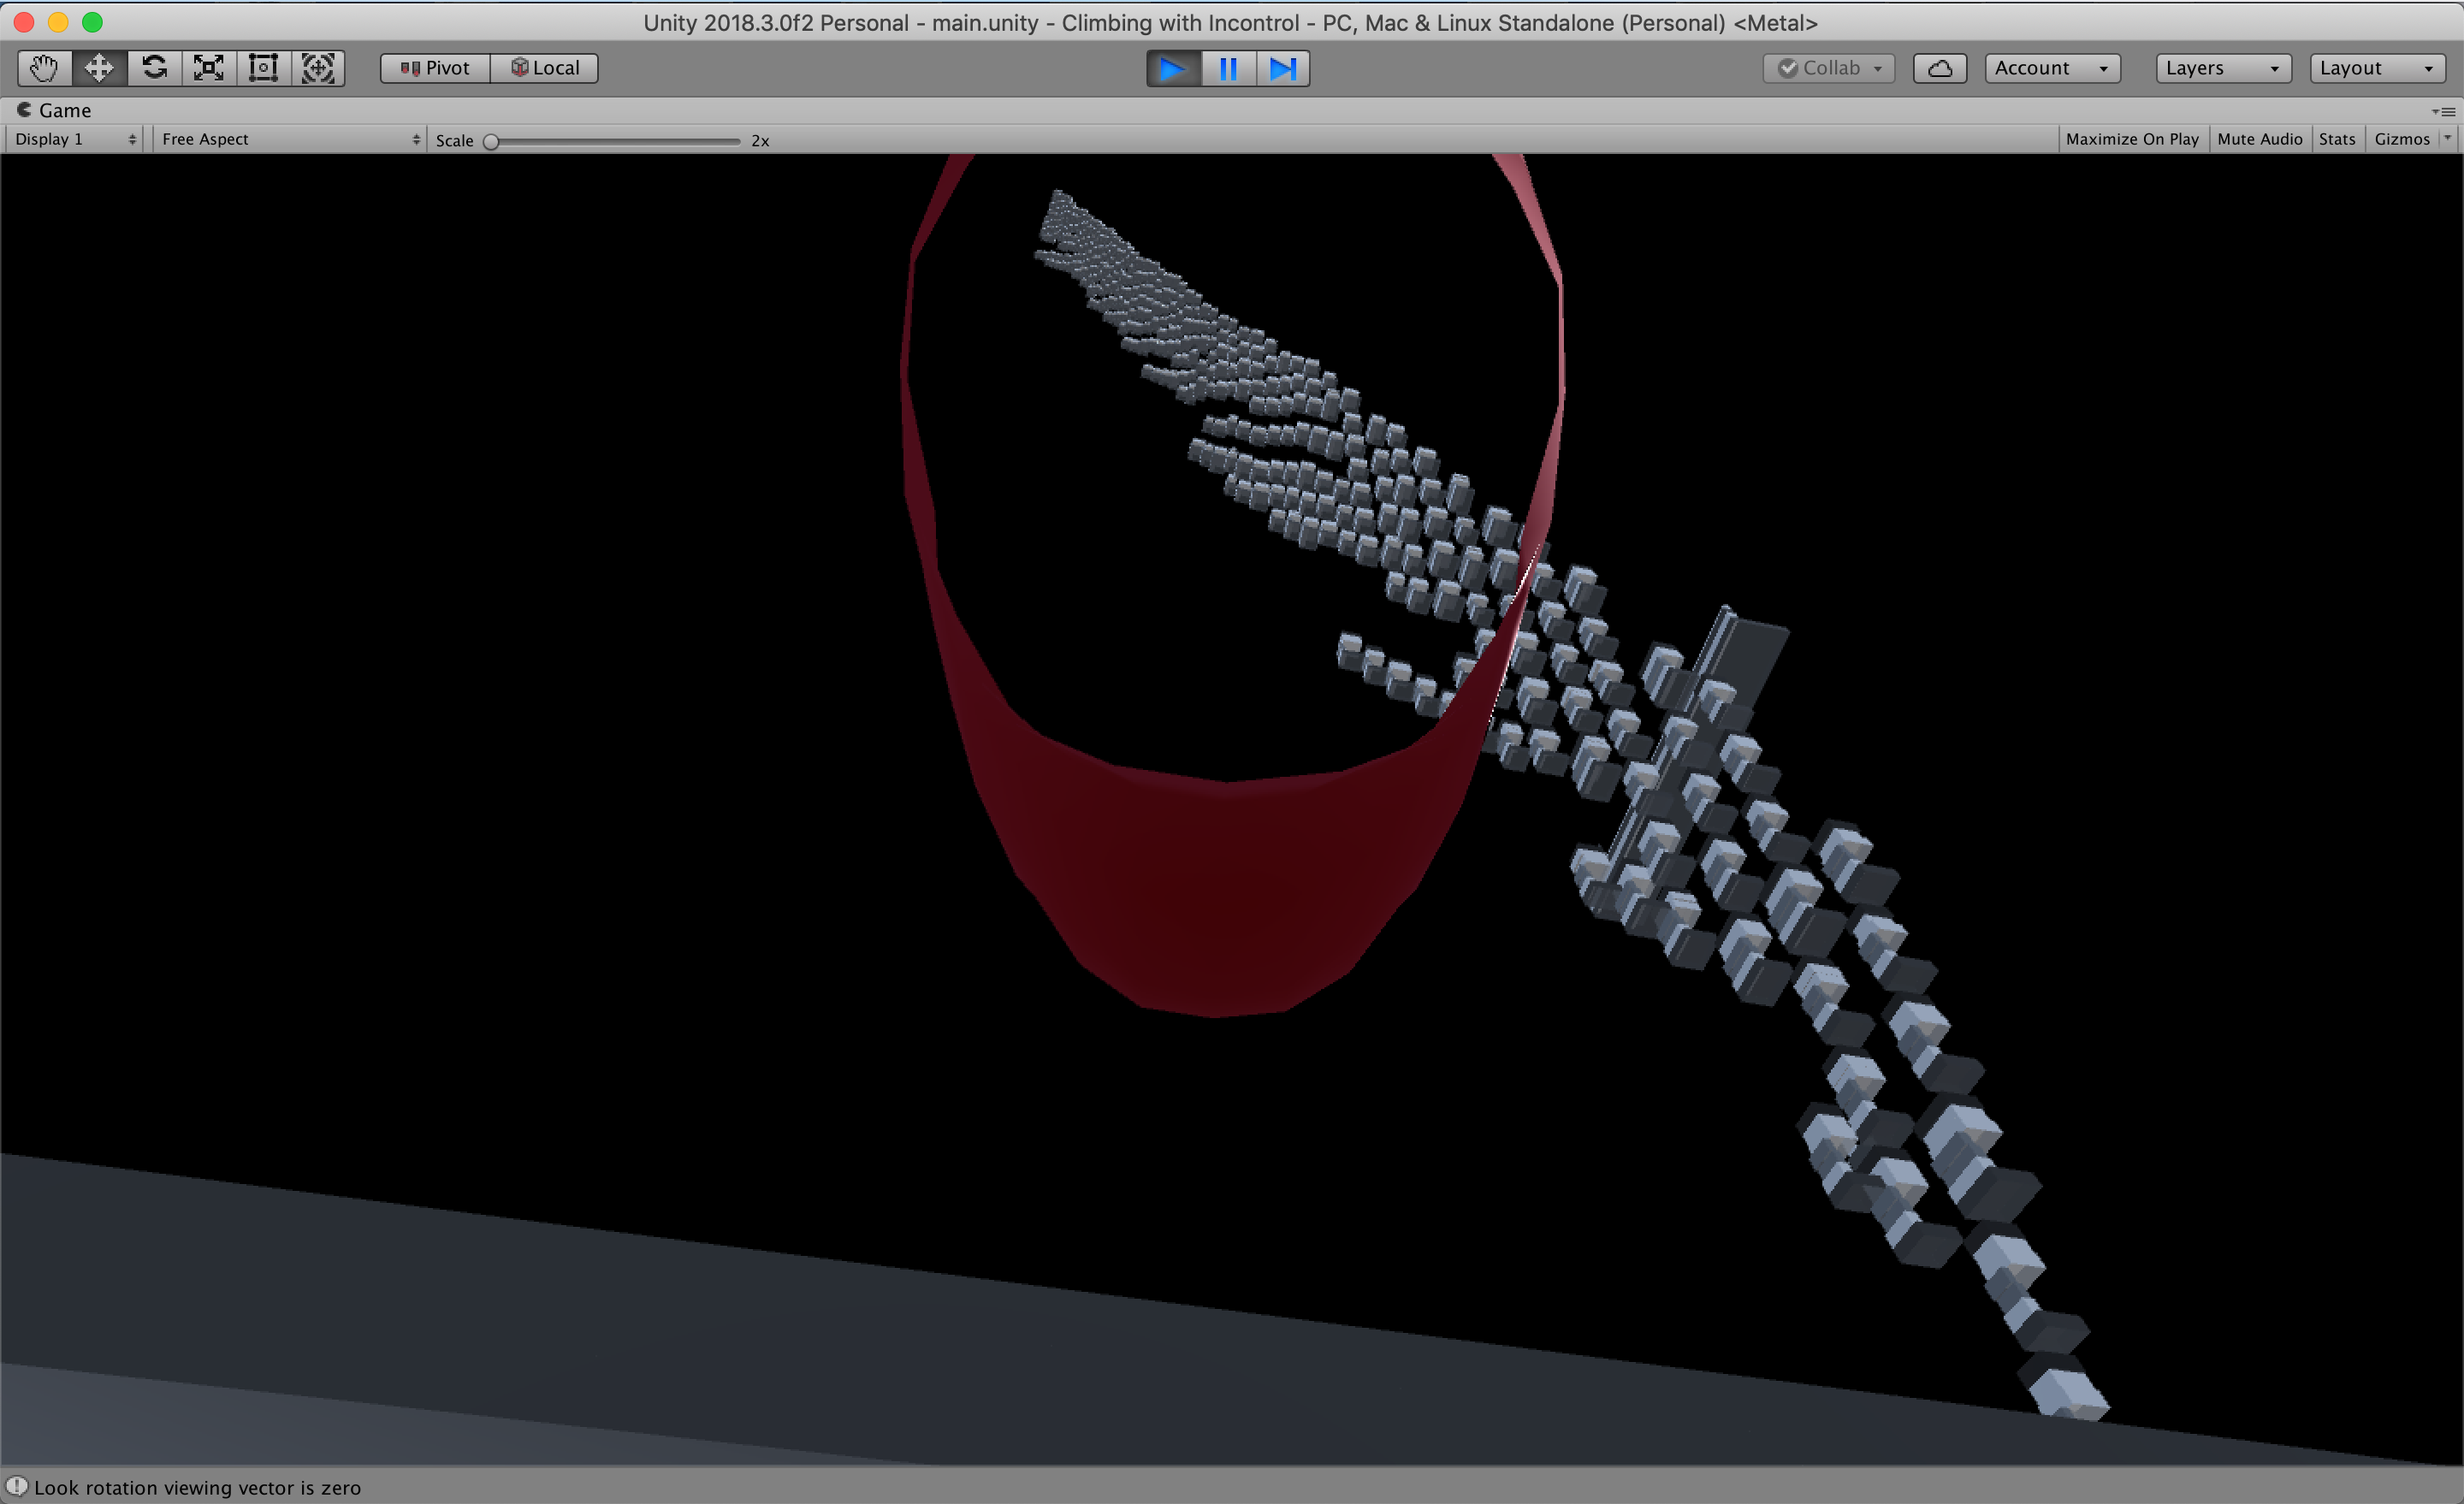 Unity 2018.3.0f2 Personal - main.unity - Climbing with Incontrol - PC, Mac & Linux Standalone (Personal) <Metal>
Pivot Local Collab Account Layers Layout
Game
Display 1 Free Aspect Scale 2x Maximize On Play Mute Audio Stats Gizmos
Look rotation viewing vector is zero